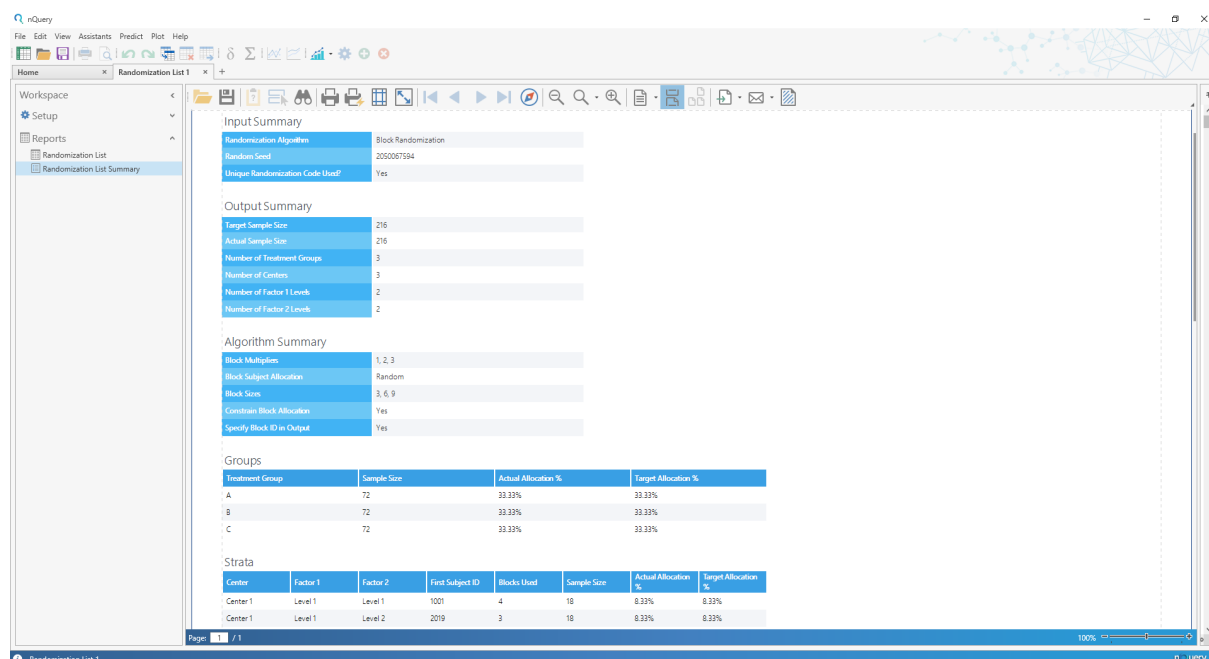 nQuery
File Edit View Assistants Predict Plot Help
δ Σ
Home × Randomization List 1 × +
Workspace
Setup
Reports
Randomization List
Randomization List Summary
Input Summary
Randomization Algorithm Block Randomization
Random Seed 2050067594
Unique Randomization Code Used? Yes
Output Summary
Target Sample Size 216
Actual Sample Size 216
Number of Treatment Groups 3
Number of Centers 3
Number of Factor 1 Levels 2
Number of Factor 2 Levels 2
Algorithm Summary
Block Multipliers 1, 2, 3
Block Subject Allocation Random
Block Sizes 3, 6, 9
Constrain Block Allocation Yes
Specify Block ID in Output Yes
Groups
Treatment Group Sample Size Actual Allocation % Target Allocation %
A 72 33.33% 33.33%
B 72 33.33% 33.33%
C 72 33.33% 33.33%
Strata
Center Factor 1 Factor 2 First Subject ID Blocks Used Sample Size Actual Allocation % Target Allocation %
Center 1 Level 1 Level 1 1001 4 18 8.33% 8.33%
Center 1 Level 1 Level 2 2019 3 18 8.33% 8.33%
Page: 1 / 1 100%
Randomization List 1 nQuery